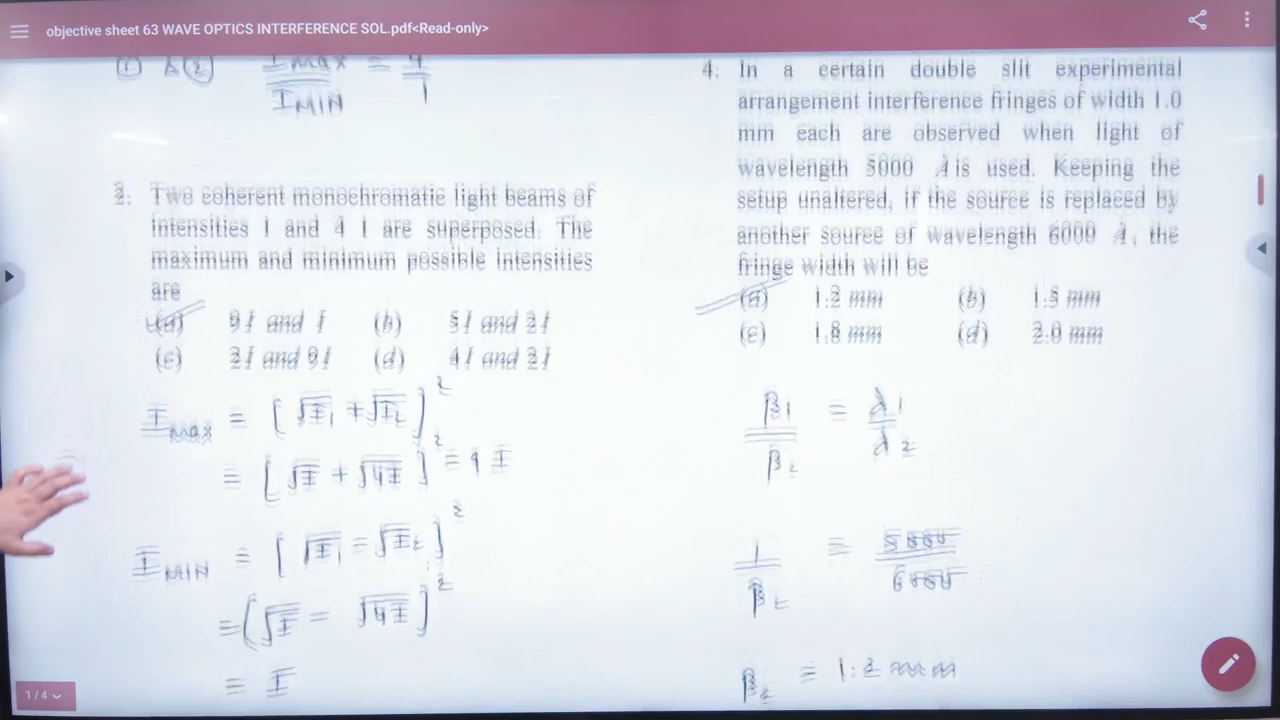 objective sheet 63 WAVE OPTICS INTERFERENCE SOL.pdf<Read-only>
I MAX = 9
I MIN 1
Two coherent monochromatic light beams of
intensities I and 4 I are superposed. The
maximum and minimum possible intensities
are
(a) 9I and I (b) 5I and 2I
(c) 2I and 9I (d) 4I and 2I
I MAX = [√I1 + √I2]2
= [√I + √4I]2 = 9 I
I MIN = [√I1 - √I2]2
= (√I - √4I]2
= I
4. In a certain double slit experimental
arrangement interference fringes of width 1.0
mm each are observed when light of
wavelength 5000 Å is used. Keeping the
setup unaltered, if the source is replaced by
another source of wavelength 6000 Å, the
fringe width will be
(a) 1.2 mm (b) 1.5 mm
(c) 1.8 mm (d) 2.0 mm
β1 = λ1
β2 λ2
1 = 5000
β2 6000
β2 = 1.2 mm
1/4